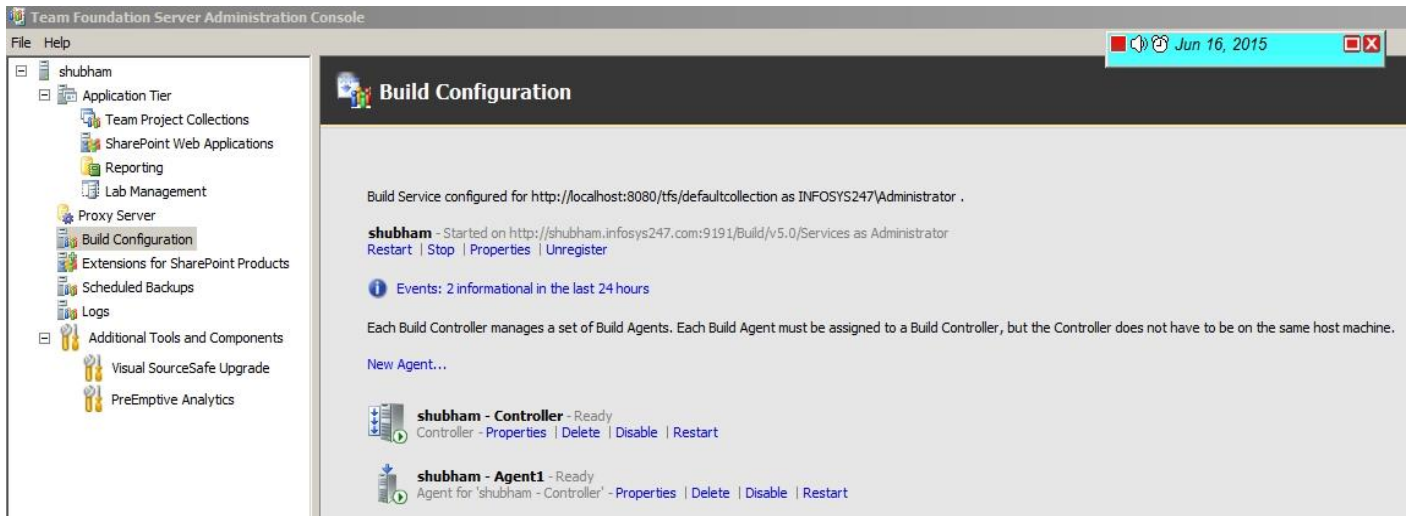 Team Foundation Server Administration Console
File Help
Jun 16, 2015
shubham
Application Tier
Team Project Collections
SharePoint Web Applications
Reporting
Lab Management
Proxy Server
Build Configuration
Extensions for SharePoint Products
Scheduled Backups
Logs
Additional Tools and Components
Visual SourceSafe Upgrade
PreEmptive Analytics
Build Configuration
Build Service configured for http://localhost:8080/tfs/defaultcollection as INFOSYS247\Administrator .
shubham - Started on http://shubham.infosys247.com:9191/Build/v5.0/Services as Administrator
Restart | Stop | Properties | Unregister
Events: 2 informational in the last 24 hours
Each Build Controller manages a set of Build Agents. Each Build Agent must be assigned to a Build Controller, but the Controller does not have to be on the same host machine.
New Agent...
shubham - Controller - Ready
Controller - Properties | Delete | Disable | Restart
shubham - Agent1 - Ready
Agent for 'shubham - Controller' - Properties | Delete | Disable | Restart